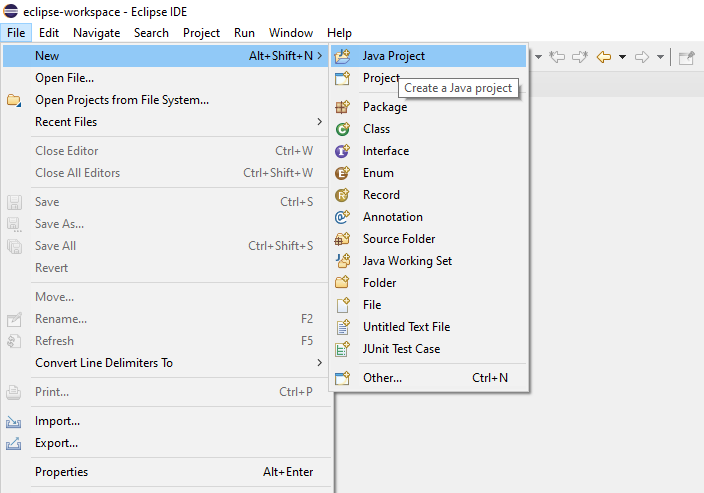 eclipse-workspace - Eclipse IDE
File Edit Navigate Search Project Run Window Help
New Alt+Shift+N >
Open File...
Open Projects from File System...
Recent Files >
Close Editor Ctrl+W
Close All Editors Ctrl+Shift+W
Save Ctrl+S
Save As...
Save All Ctrl+Shift+S
Revert
Move...
Rename... F2
Refresh F5
Convert Line Delimiters To >
Print... Ctrl+P
Import...
Export...
Properties Alt+Enter
Java Project
Project...
Create a Java project
Package
Class
Interface
Enum
Record
Annotation
Source Folder
Java Working Set
Folder
File
Untitled Text File
JUnit Test Case
Other... Ctrl+N